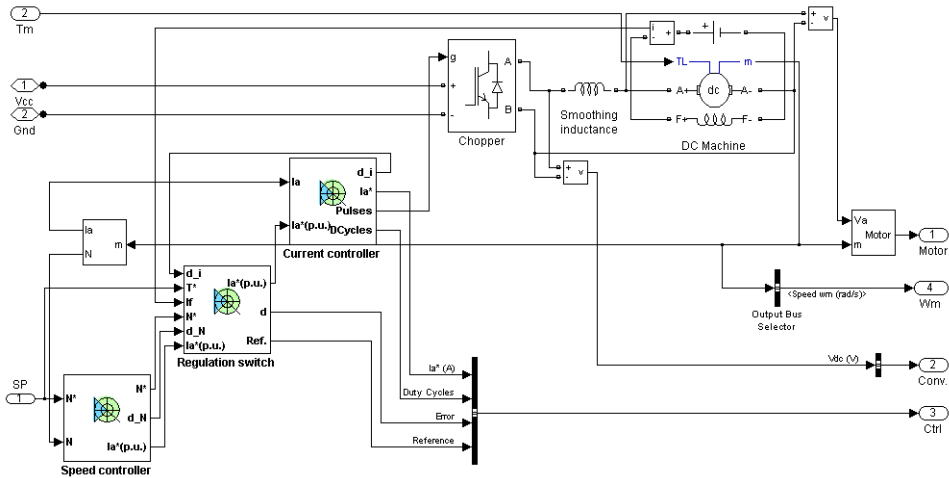 2
Tm
1
Vcc
2
Gnd
g
+
-
A
B
Chopper
Smoothing
inductance
i
-
+
+
TL
m
dc
A+
A-
F+
F-
DC Machine
+
-
v
+
-
v
Va
m
Motor
1
Motor
Ia
N
m
Ia
Ia*(p.u.)
d_i
Ia*
Pulses
DCycles
Current controller
d_i
T*
If
N*
d_N
Ia*(p.u.)
Ia*(p.u.)
d
Ref.
Regulation switch
SP
1
N*
N
N*
d_N
Ia*(p.u.)
Speed controller
Output Bus
Selector
<Speed wm (rad/s)>
4
Wm
Vdc (V)
2
Conv.
Ia* (A)
Duty Cycles
Error
Reference
3
Ctrl